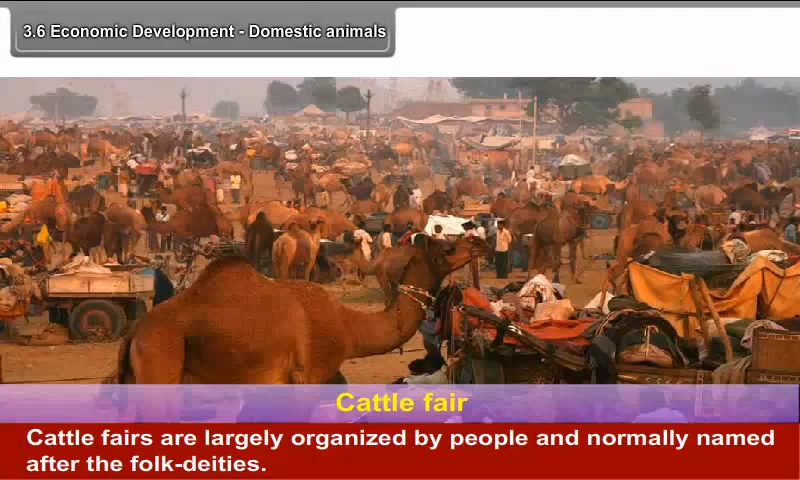 3.6 Economic Development - Domestic animals
Cattle fair
Cattle fairs are largely organized by people and normally named
after the folk-deities.